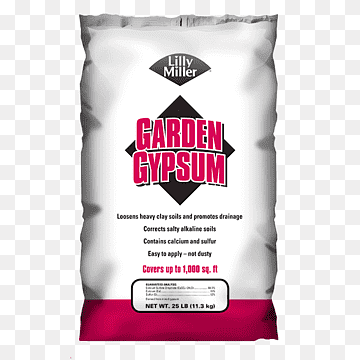 Lilly
Miller
GARDEN
GYPSUM
Loosens heavy clay soils and promotes drainage
Corrects salty alkaline soils
Contains calcium and sulfur
Easy to apply – not dusty
Covers up to 1,000 sq. ft
GUARANTEED ANALYSIS
NET WT. 25 LB (11.3 kg)